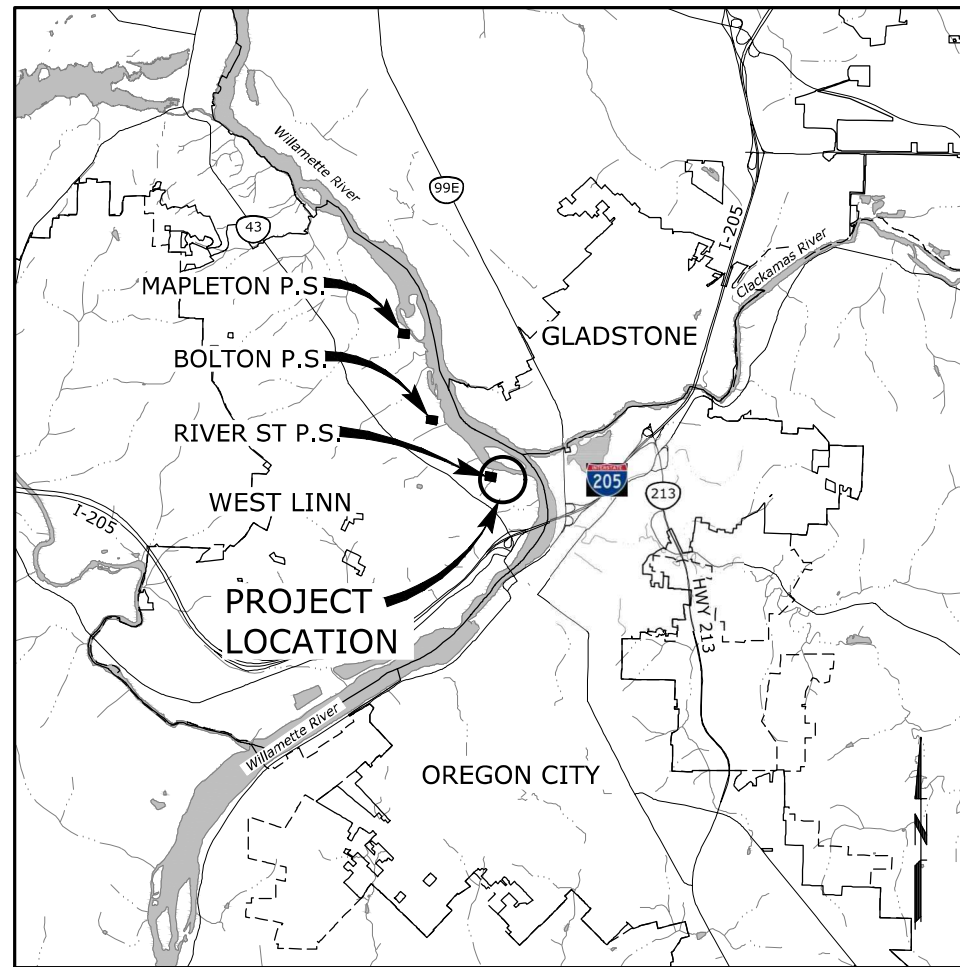 Willamette River
99E
43
I-205
Clackamas River
MAPLETON P.S.
GLADSTONE
BOLTON P.S.
RIVER ST P.S.
INTERSTATE
205
213
WEST LINN
I-205
PROJECT
LOCATION
HWY 213
Willamette River
OREGON CITY
N